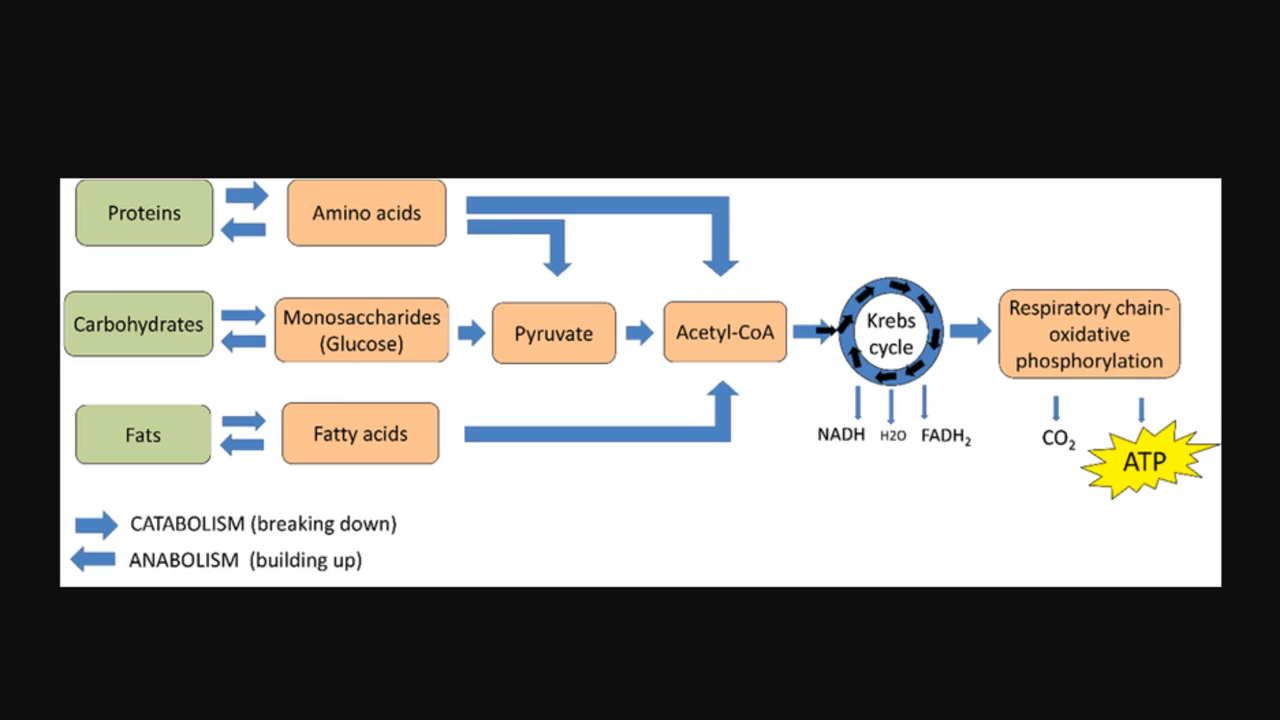 Proteins
Amino acids
Carbohydrates
Monosaccharides
(Glucose)
Pyruvate
Acetyl-CoA
Krebs
cycle
Respiratory chain-
oxidative
phosphorylation
Fats
Fatty acids
NADH
H2O
FADH₂
CO₂
ATP
CATABOLISM (breaking down)
ANABOLISM (building up)